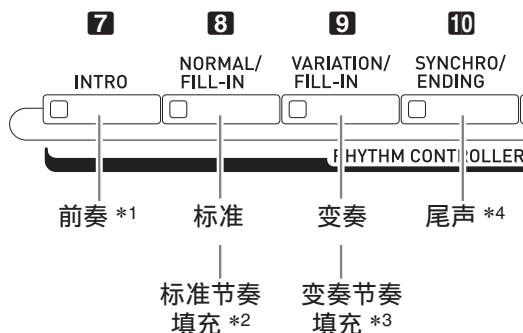 7 8 9 10
NORMAL/ VARIATION/ SYNCHRO/
INTRO FILL-IN FILL-IN ENDING
RHYTHM CONTROLLER
前奏 *1 标准 变奏 尾声 *4
标准节奏 变奏节奏
填充 *2 填充 *3